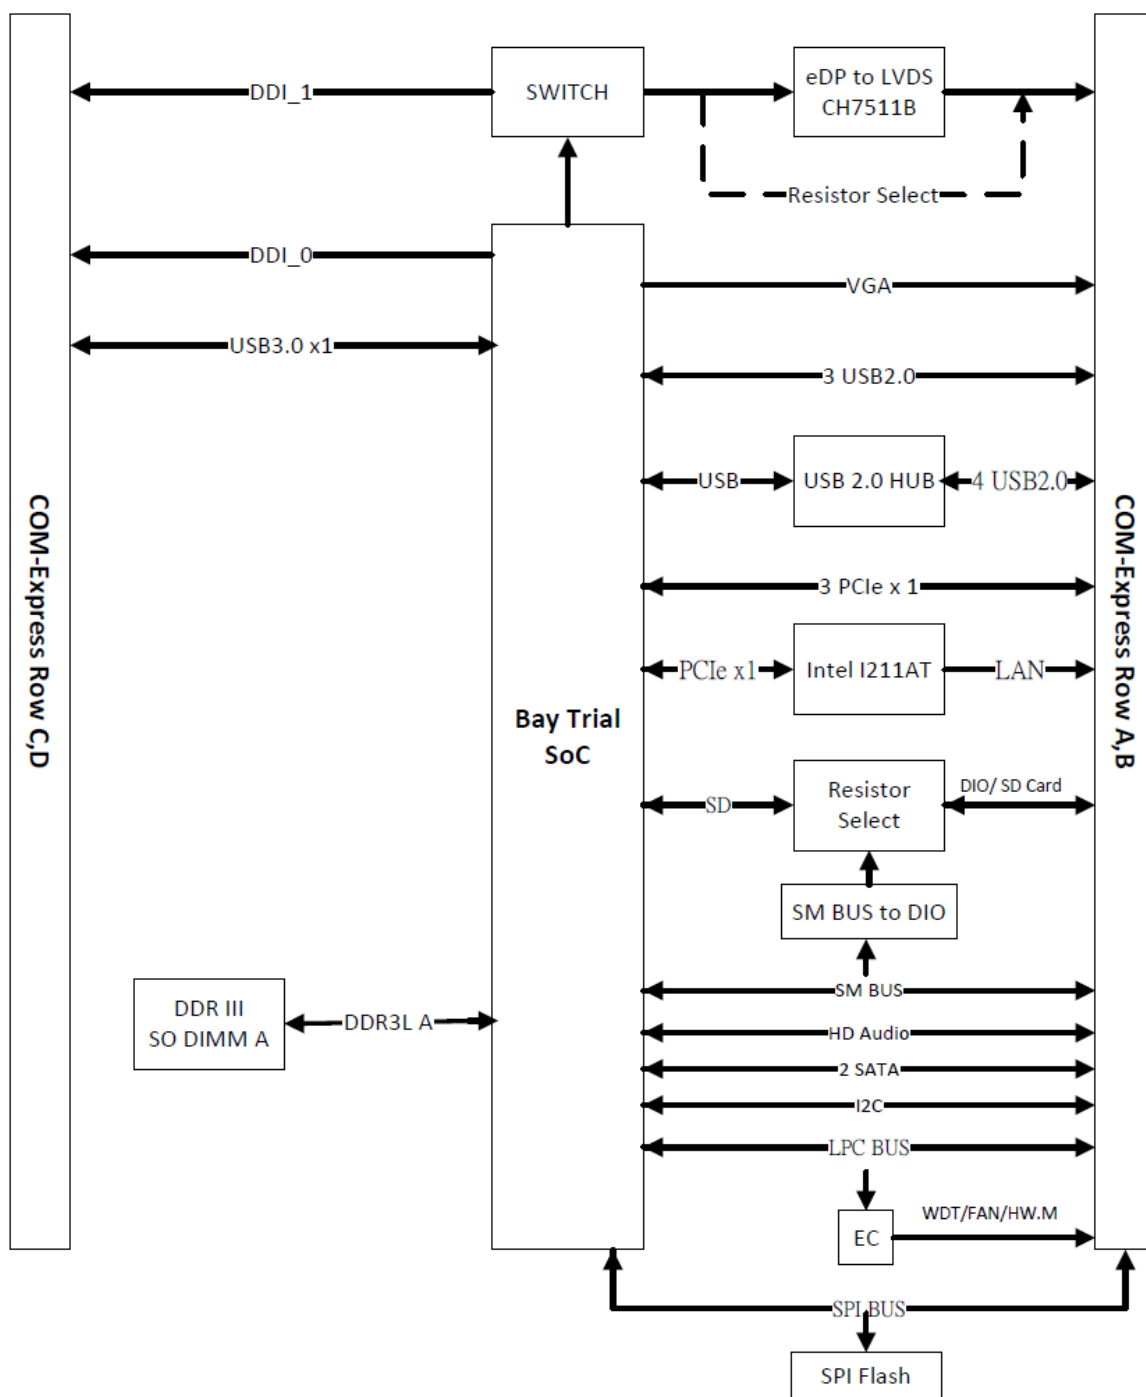 SWITCH
eDP to LVDS
CH7511B
DDI_1
Resistor Select
DDI_0
VGA
USB3.0 x1
3 USB2.0
USB
USB 2.0 HUB
4 USB2.0
COM-Express Row C,D
COM-Express Row A,B
3 PCIe x 1
PCIe x1
Intel I211AT
LAN
Bay Trial
SoC
SD
Resistor
Select
DIO/ SD Card
SM BUS to DIO
SM BUS
DDR III
SO DIMM A
DDR3L A
HD Audio
2 SATA
I2C
LPC BUS
EC
WDT/FAN/HW.M
SPI BUS
SPI Flash